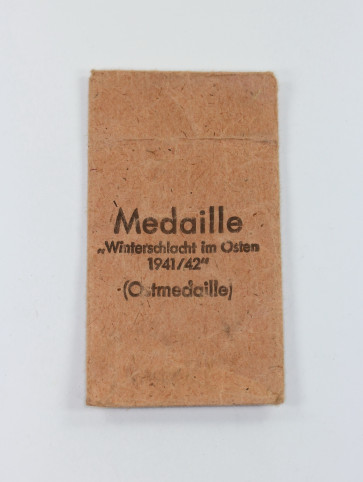 Medaille
„Winterschlacht im Osten
1941/42“
(Ostmedaille)